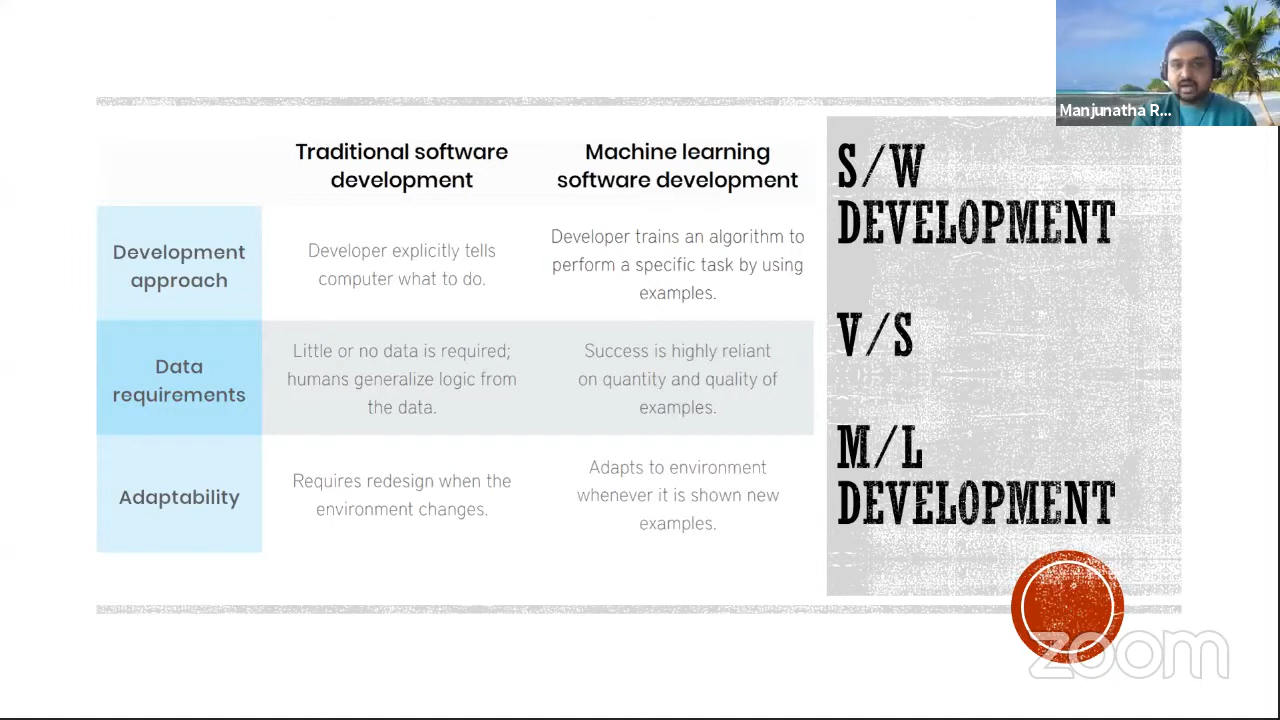 Manjunatha R...
Traditional software
development
Machine learning
software development
Development
approach
Developer explicitly tells
computer what to do.
Developer trains an algorithm to
perform a specific task by using
examples.
Data
requirements
Little or no data is required;
humans generalize logic from
the data.
Success is highly reliant
on quantity and quality of
examples.
Adaptability
Requires redesign when the
environment changes.
Adapts to environment
whenever it is shown new
examples.
S/W
DEVELOPMENT
V/S
M/L
DEVELOPMENT
zoom